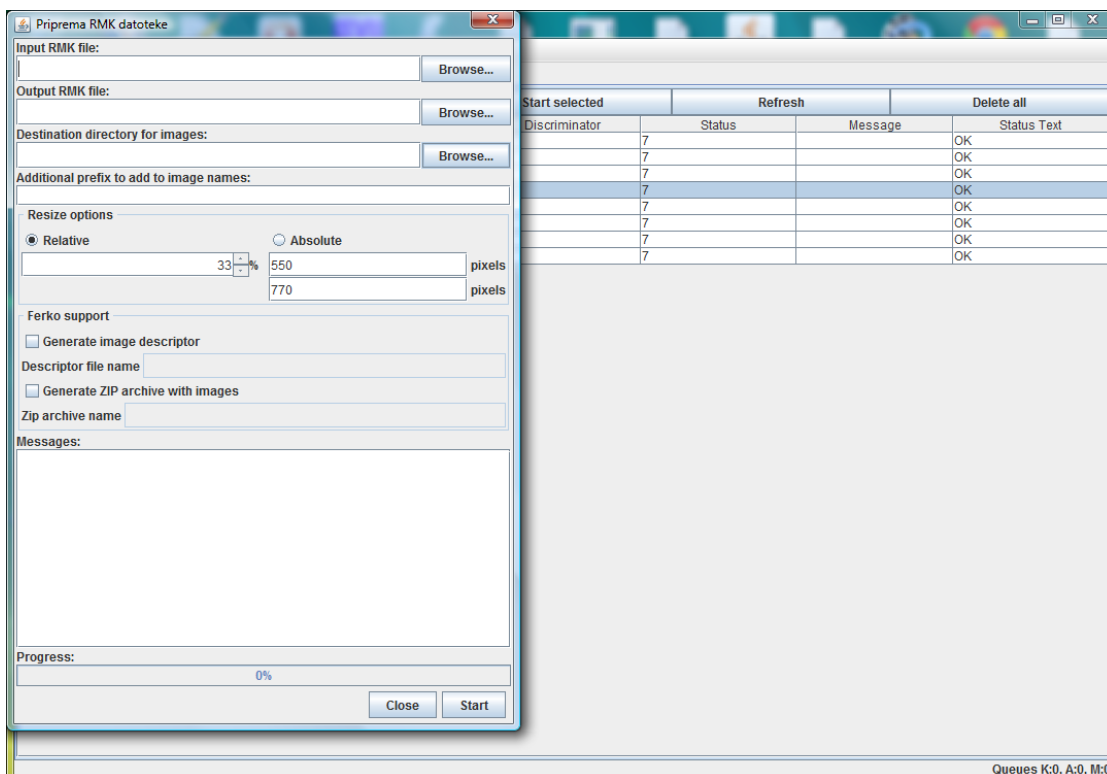 Priprema RMK datoteke
Input RMK file:
Browse...
Output RMK file:
Browse...
Destination directory for images:
Browse...
Additional prefix to add to image names:
Resize options
Relative Absolute
33 % 550 pixels
770 pixels
Ferko support
Generate image descriptor
Descriptor file name
Generate ZIP archive with images
Zip archive name
Messages:
Progress:
0%
Close Start
Start selected Refresh Delete all
Discriminator Status Message Status Text
7 OK
7 OK
7 OK
7 OK
7 OK
7 OK
7 OK
7 OK
Queues K:0, A:0, M:0